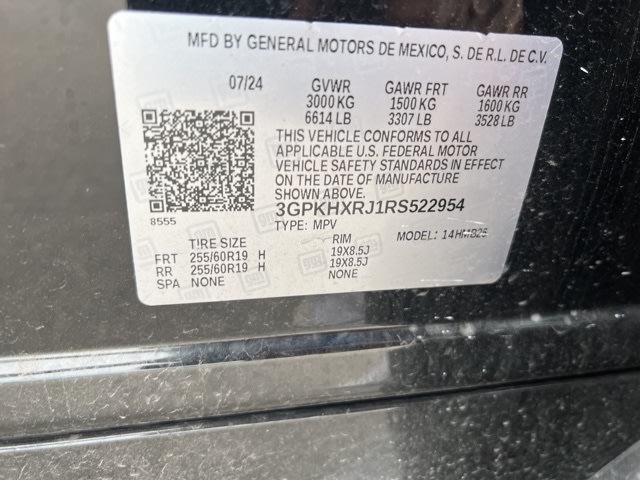 MFD BY GENERAL MOTORS DE MEXICO, S. DE R.L. DE C.V.
07/24 GVWR GAWR FRT GAWR RR
3000 KG 1500 KG 1600 KG
6614 LB 3307 LB 3528 LB
THIS VEHICLE CONFORMS TO ALL
APPLICABLE U.S. FEDERAL MOTOR
VEHICLE SAFETY STANDARDS IN EFFECT
ON THE DATE OF MANUFACTURE
SHOWN ABOVE.
3GPKHXRJ1RS522954
8555 TYPE: MPV MODEL: 14HMB26
TIRE SIZE RIM
FRT 255/60R19 H 19X8.5J
RR 255/60R19 H 19X8.5J
SPA NONE NONE